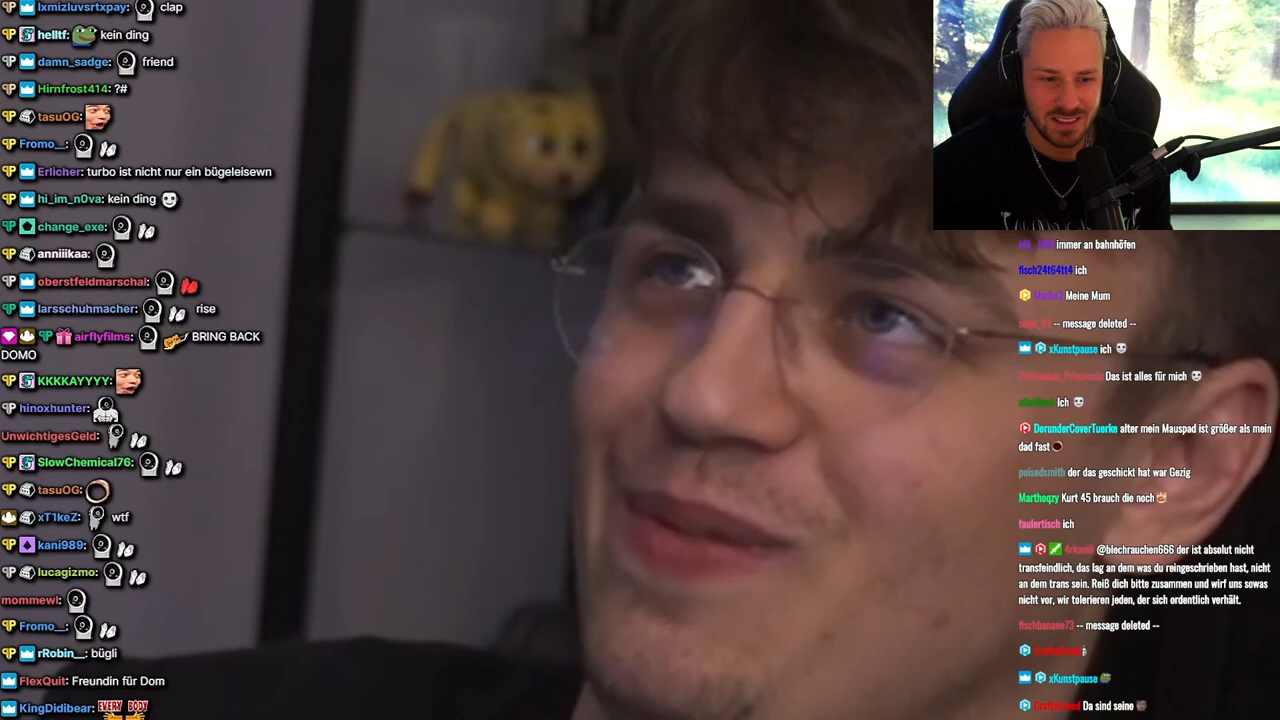 lxmizluvsrtxpay: clap
helltf: kein ding
damn_sadge: friend
Hirnfrost414: ?#
tasuOG:
Fromo__:
Erlicher: turbo ist nicht nur ein bügeleisewn
hi_im_n0va: kein ding
change_exe:
anniiikaa:
oberstfeldmarschal:
larsschuhmacher: rise
airflyfilms: BRING BACK
DOMO
KKKKAYYYY:
hinoxhunter:
UnwichtigesGeld:
SlowChemical76:
tasuOG:
xT1keZ: wtf
kani989:
lucagizmo:
mommewl:
Fromo__:
rRobin__: bügli
FlexQuit: Freundin für Dom
KingDidibear: EVERY BODY
immer an bahnhöfen
fisch24t64tt4 ich
Meine Mum
-- message deleted --
xKunstpause ich
Das ist alles für mich
Ich
DerunderCoverTuerke alter mein Mauspad ist größer als mein
dad fast
poisedsmith der das geschickt hat war Gezig
Marthoqzy Kurt 45 brauch die noch
faulertisch ich
@blechrauchen666 der ist absolut nicht
transfeindlich, das lag an dem was du reingeschrieben hast, nicht
an dem trans sein. Reiß dich bitte zusammen und wirf uns sowas
nicht vor, wir tolerieren jeden, der sich ordentlich verhält.
fischbanane73 -- message deleted --
xKunstpause
Da sind seine